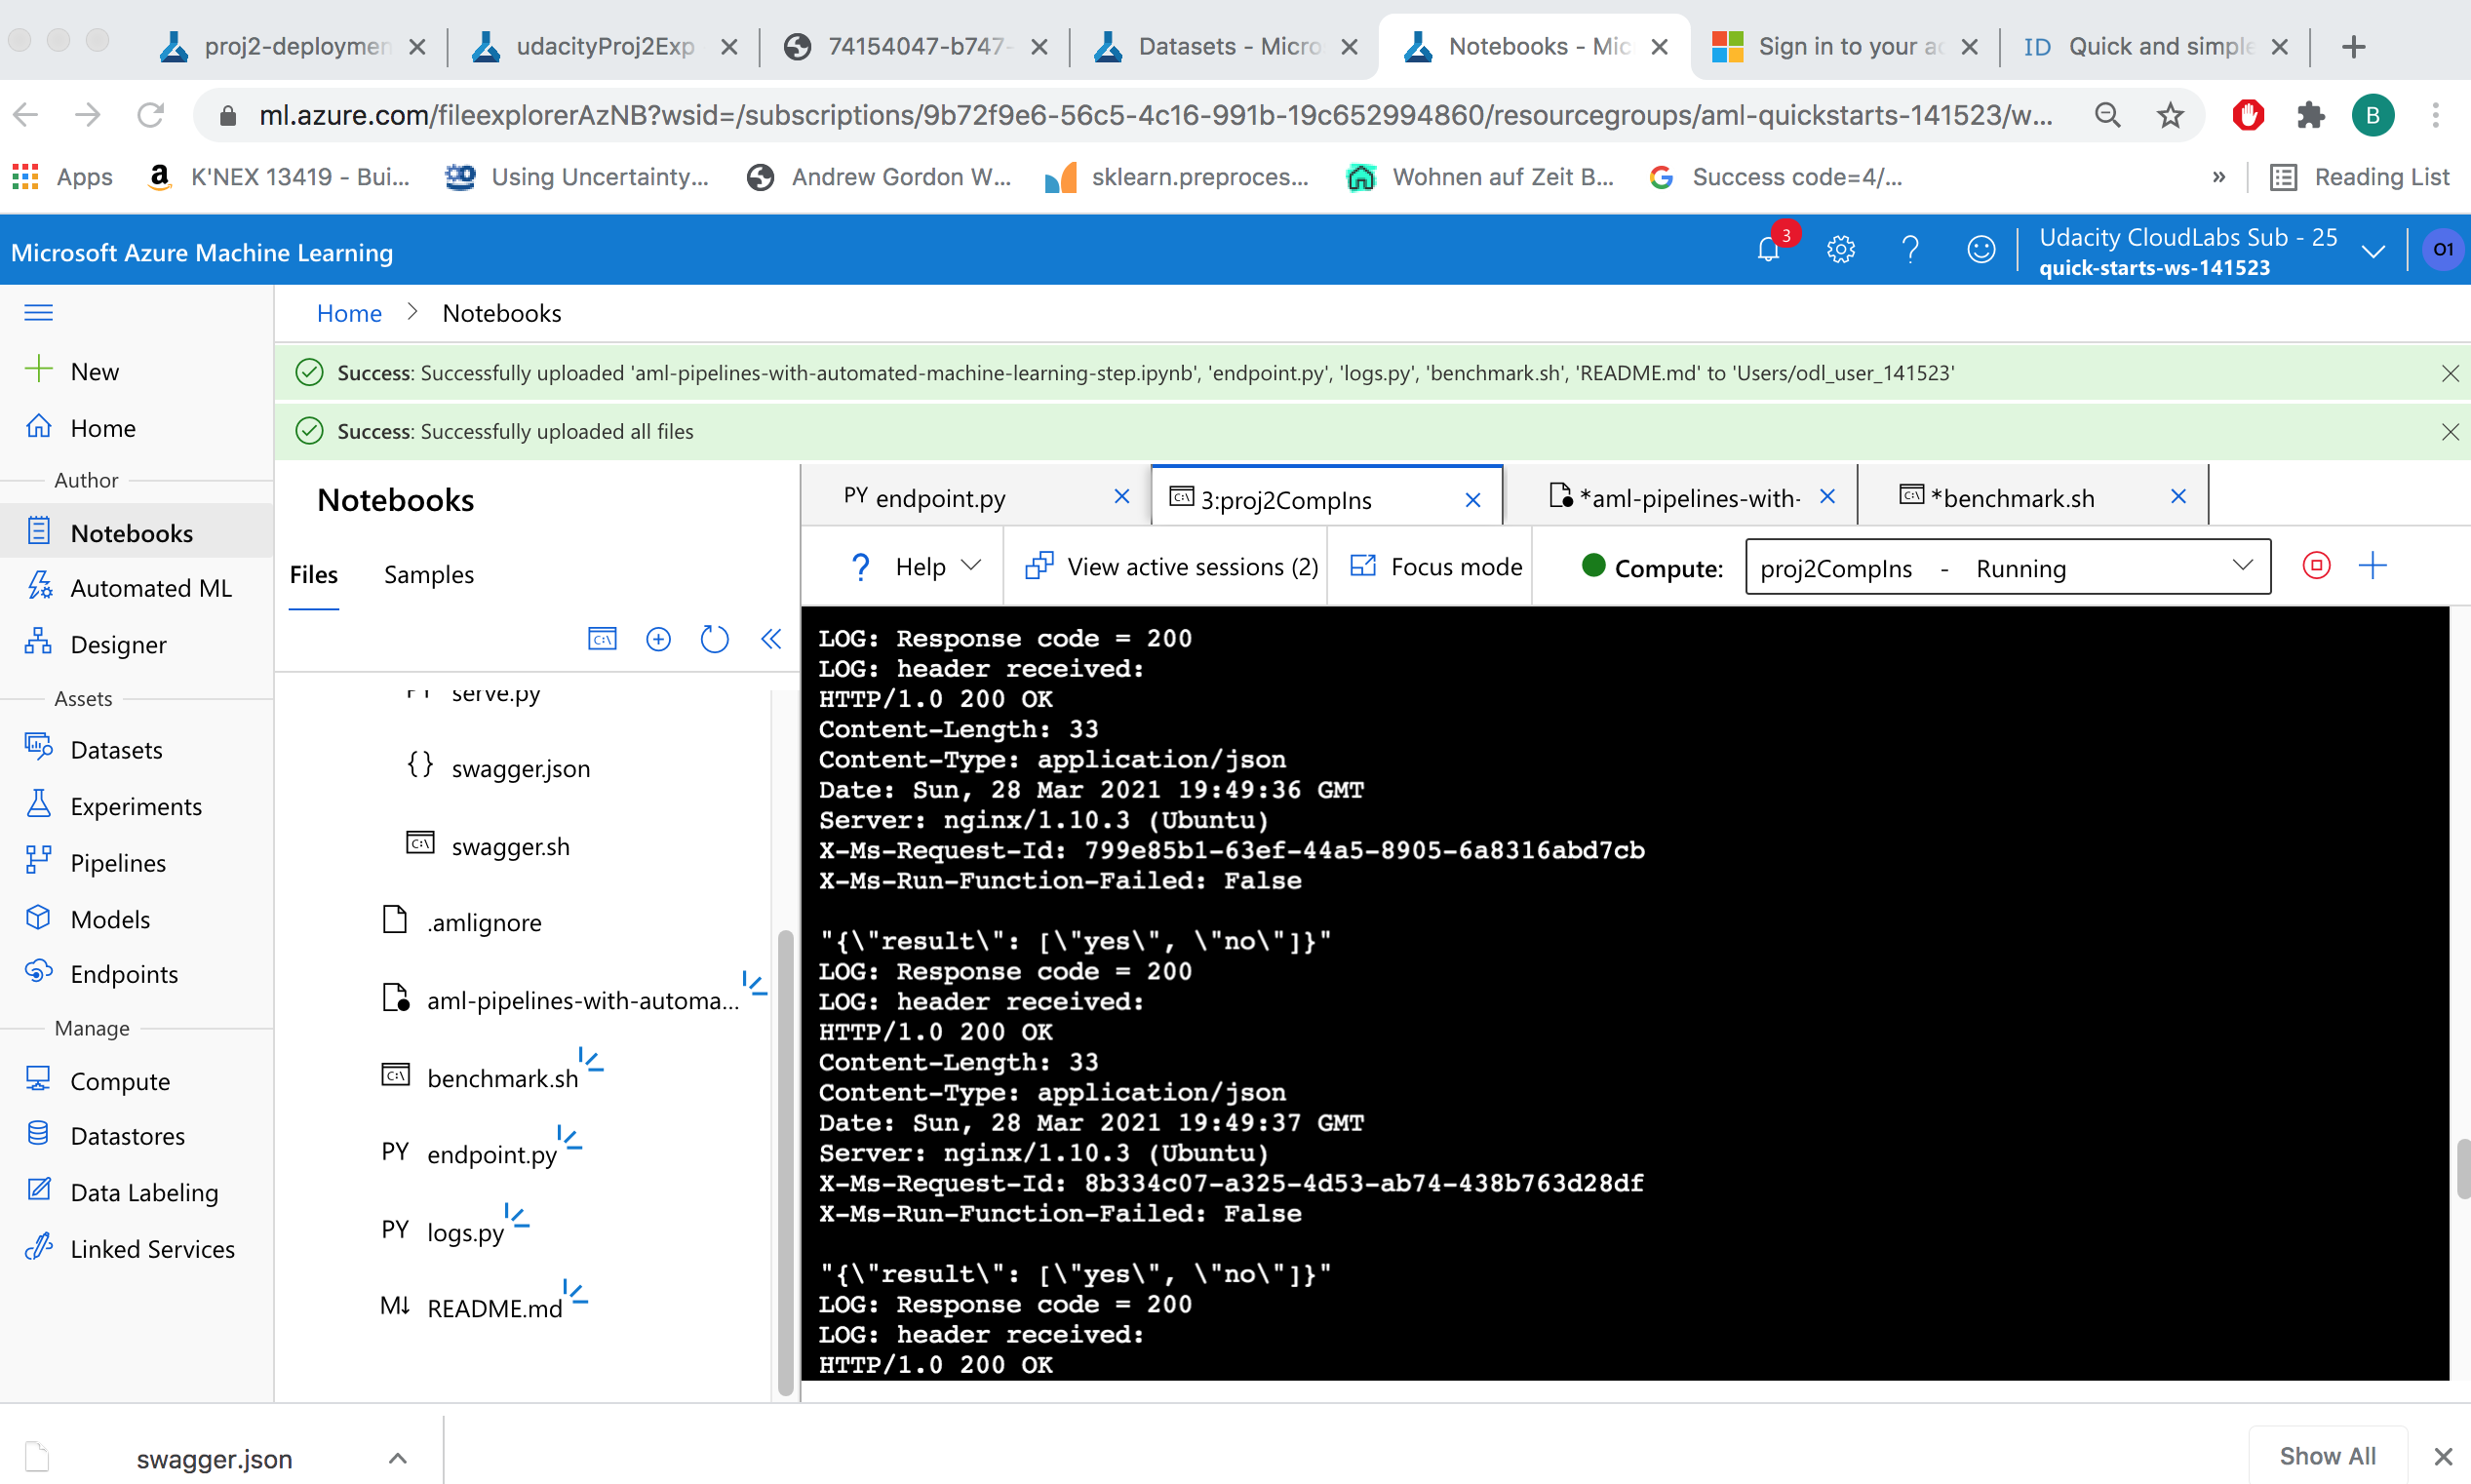 proj2-deploymen
udacityProj2Exp
74154047-b747-
Datasets - Micro
Notebooks - Mic
Sign in to your ac
ID Quick and simple
ml.azure.com/fileexplorerAzNB?wsid=/subscriptions/9b72f9e6-56c5-4c16-991b-19c652994860/resourcegroups/aml-quickstarts-141523/w...
B
Apps
K'NEX 13419 - Bui...
Using Uncertainty...
Andrew Gordon W...
sklearn.preproces...
Wohnen auf Zeit B...
Success code=4/...
»
Reading List
Microsoft Azure Machine Learning
3
Udacity CloudLabs Sub - 25
quick-starts-ws-141523
O1
Home > Notebooks
Success: Successfully uploaded 'aml-pipelines-with-automated-machine-learning-step.ipynb', 'endpoint.py', 'logs.py', 'benchmark.sh', 'README.md' to 'Users/odl_user_141523'
Success: Successfully uploaded all files
New
Home
Author
Notebooks
Automated ML
Designer
Assets
Datasets
Experiments
Pipelines
Models
Endpoints
Manage
Compute
Datastores
Data Labeling
Linked Services
Notebooks
Files
Samples
serve.py
{} swagger.json
swagger.sh
.amlignore
aml-pipelines-with-automa...
benchmark.sh
PY endpoint.py
PY logs.py
M↓ README.md
PY endpoint.py
3:proj2CompIns
*aml-pipelines-with-
*benchmark.sh
? Help
View active sessions (2)
Focus mode
Compute:
proj2CompIns - Running
LOG: Response code = 200
LOG: header received:
HTTP/1.0 200 OK
Content-Length: 33
Content-Type: application/json
Date: Sun, 28 Mar 2021 19:49:36 GMT
Server: nginx/1.10.3 (Ubuntu)
X-Ms-Request-Id: 799e85b1-63ef-44a5-8905-6a8316abd7cb
X-Ms-Run-Function-Failed: False
"{\"result\": [\"yes\", \"no\"]}"
LOG: Response code = 200
LOG: header received:
HTTP/1.0 200 OK
Content-Length: 33
Content-Type: application/json
Date: Sun, 28 Mar 2021 19:49:37 GMT
Server: nginx/1.10.3 (Ubuntu)
X-Ms-Request-Id: 8b334c07-a325-4d53-ab74-438b763d28df
X-Ms-Run-Function-Failed: False
"{\"result\": [\"yes\", \"no\"]}"
LOG: Response code = 200
LOG: header received:
HTTP/1.0 200 OK
swagger.json
Show All